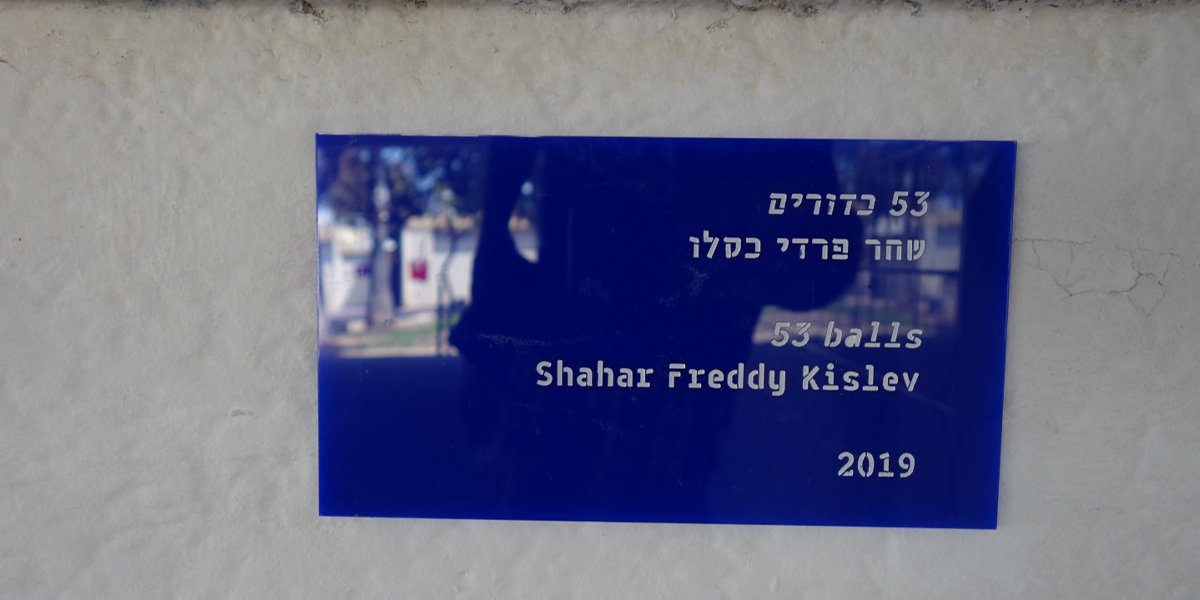 53 כדורים
שחר פרדי כסלו
53 balls
Shahar Freddy Kislev
2019